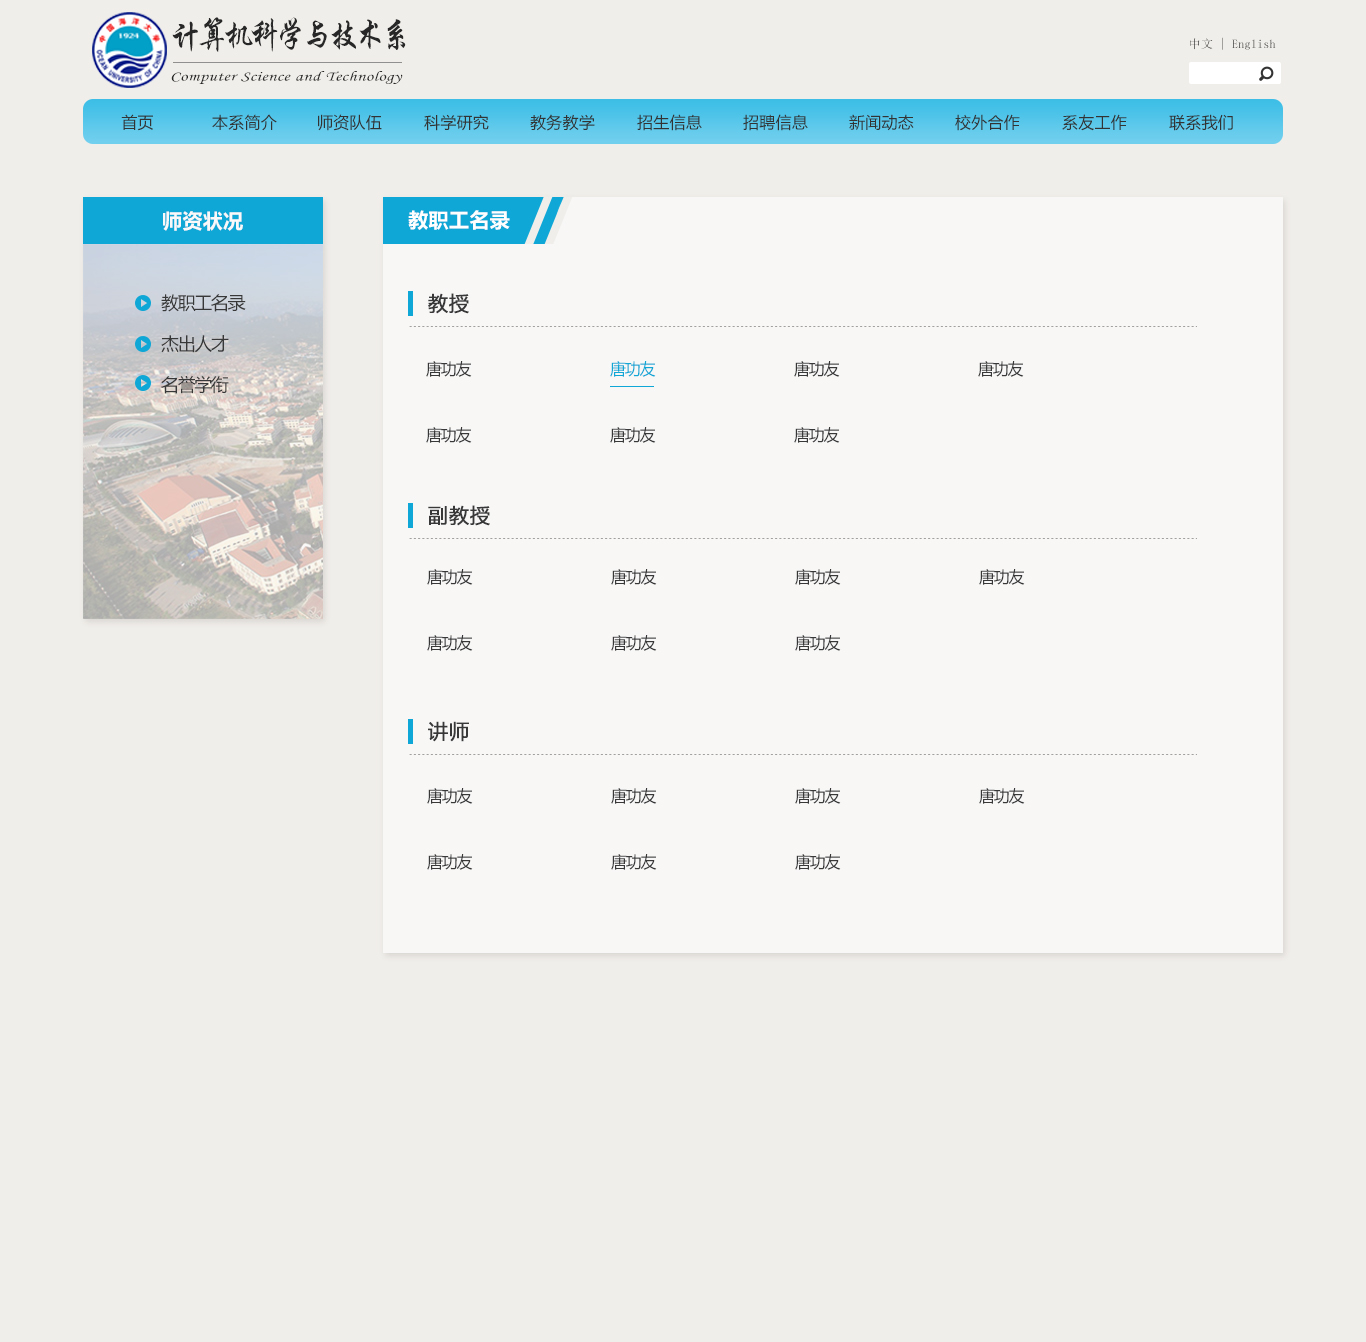 中国海洋大学
1924
OCEAN UNIVERSITY OF CHINA
计算机科学与技术系
Computer Science and Technology
中文 | English
首页 本系简介 师资队伍 科学研究 教务教学 招生信息 招聘信息 新闻动态 校外合作 系友工作 联系我们
师资状况
教职工名录
杰出人才
名誉学衔
教职工名录
教授
唐功友 唐功友 唐功友 唐功友
唐功友 唐功友 唐功友
副教授
唐功友 唐功友 唐功友 唐功友
唐功友 唐功友 唐功友
讲师
唐功友 唐功友 唐功友 唐功友
唐功友 唐功友 唐功友